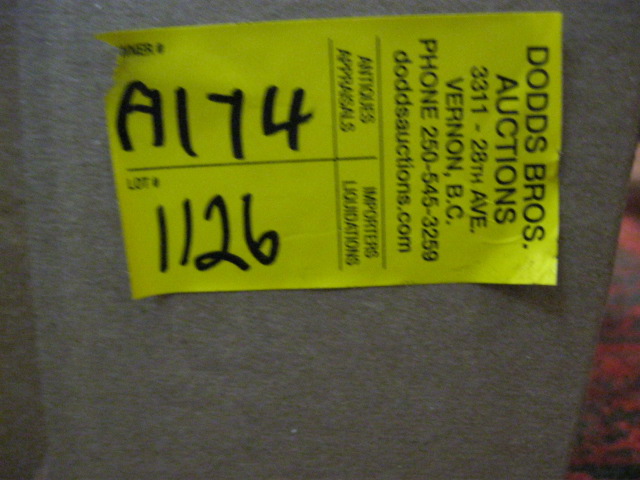 DODDS BROS.
AUCTIONS
3311 - 28TH AVE.
VERNON, B.C.
PHONE 250-545-3259
doddsauctions.com
ANTIQUES IMPORTERS
APPRAISALS LIQUIDATIONS
WNER #
A174
LOT #
1126